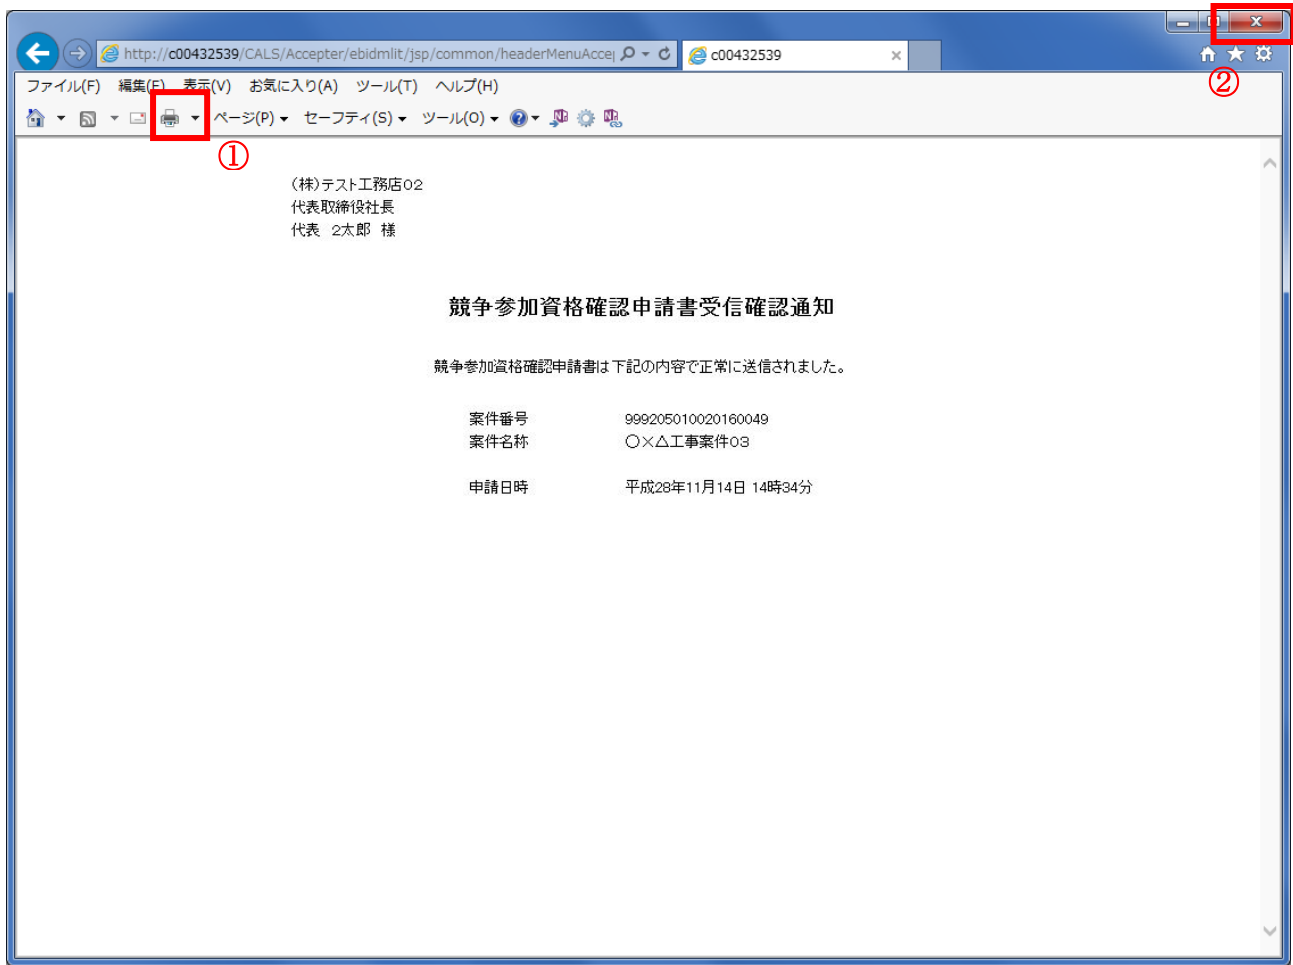 http://c00432539/CALS/Accepter/ebidmlit/jsp/common/headerMenuAccep
c00432539
ファイル(F) 編集(E) 表示(V) お気に入り(A) ツール(T) ヘルプ(H)
②
ページ(P) セーフティ(S) ツール(O)
①
(株)テスト工務店02
代表取締役社長
代表 2太郎 様
競争参加資格確認申請書受信確認通知
競争参加資格確認申請書は下記の内容で正常に送信されました。
案件番号 999205010020160049
案件名称 〇×△工事案件03
申請日時 平成28年11月14日 14時34分